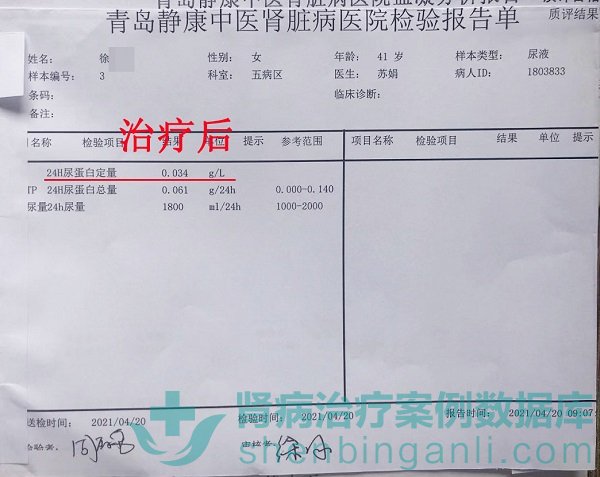 青岛静康中医肾脏病医院检验报告单
质评结果
姓名: 徐 性别: 女 年龄: 41 岁 样本类型: 尿液
样本编号: 3 科室: 五病区 医生: 苏娟 病人ID: 1803833
条码: 临床诊断:
备注:
治疗后
名称 检验项目 结果 单位 提示 参考范围 项目名称 检验项目 结果 单位 提示
24H尿蛋白定量 0.034 g/L
TP 24H尿蛋白总量 0.061 g/24h 0.000-0.140
尿量24h尿量 1800 ml/24h 1000-2000
肾病治疗案例数据库
送检时间: 2021/04/20 检验时间: 2021/04/20 报告时间: 2021/04/20 09:07
检验者: 审核者:
shenbinganli.com